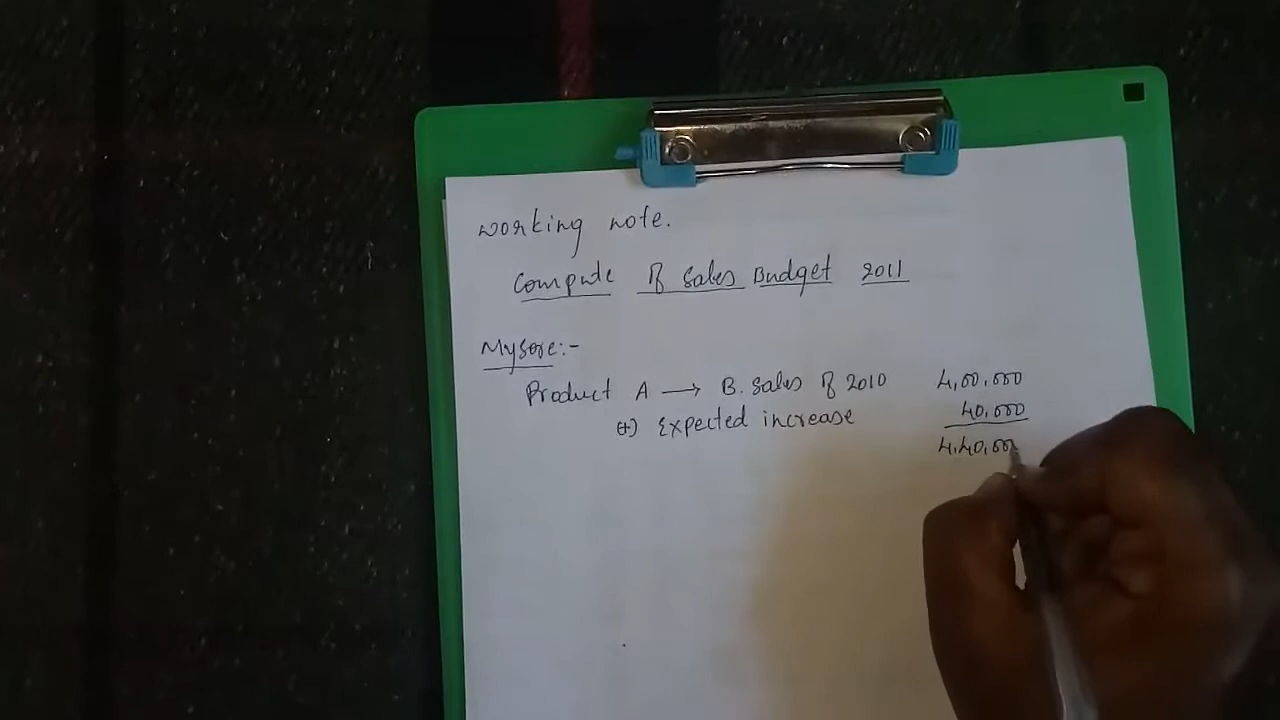 working note.
Compute of Sales Budget 2011
Mysore:-
Product A → B. Sales of 2010 4,00,000
(+) Expected increase 40,000
4,40,000